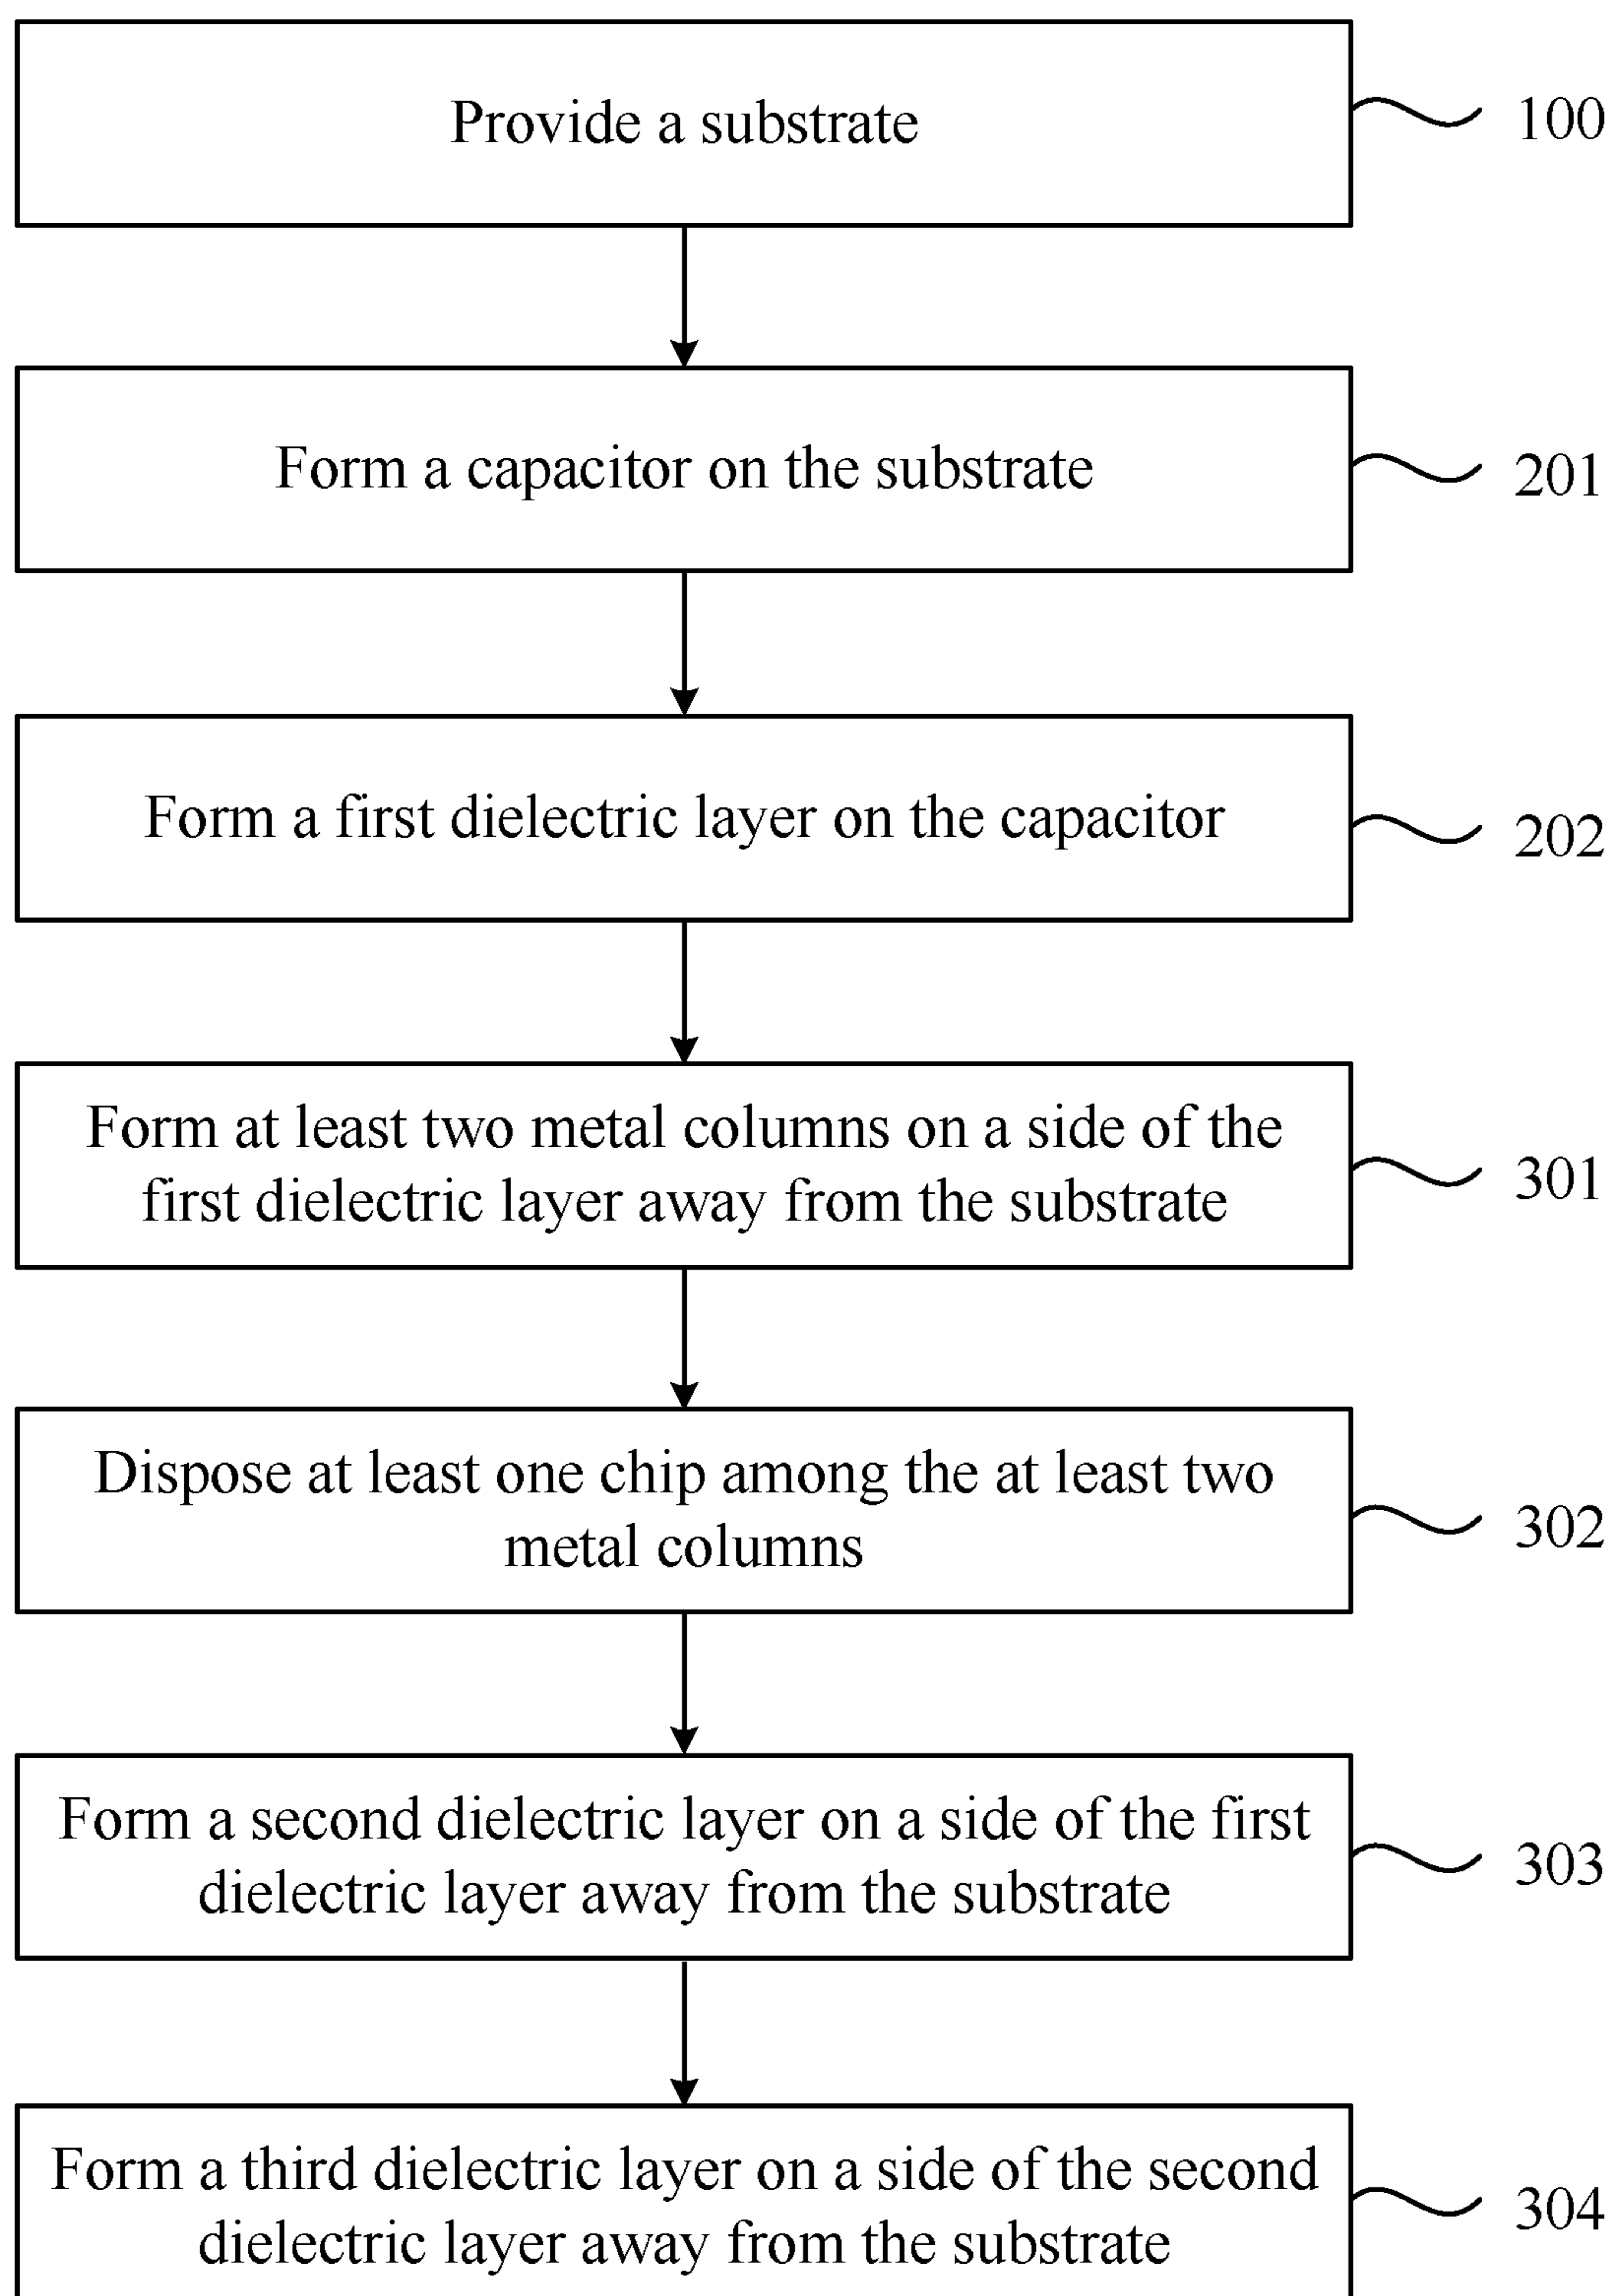 Provide a substrate
100
Form a capacitor on the substrate
201
Form a first dielectric layer on the capacitor
202
Form at least two metal columns on a side of the
first dielectric layer away from the substrate
301
Dispose at least one chip among the at least two
metal columns
302
Form a second dielectric layer on a side of the first
dielectric layer away from the substrate
303
Form a third dielectric layer on a side of the second
dielectric layer away from the substrate
304